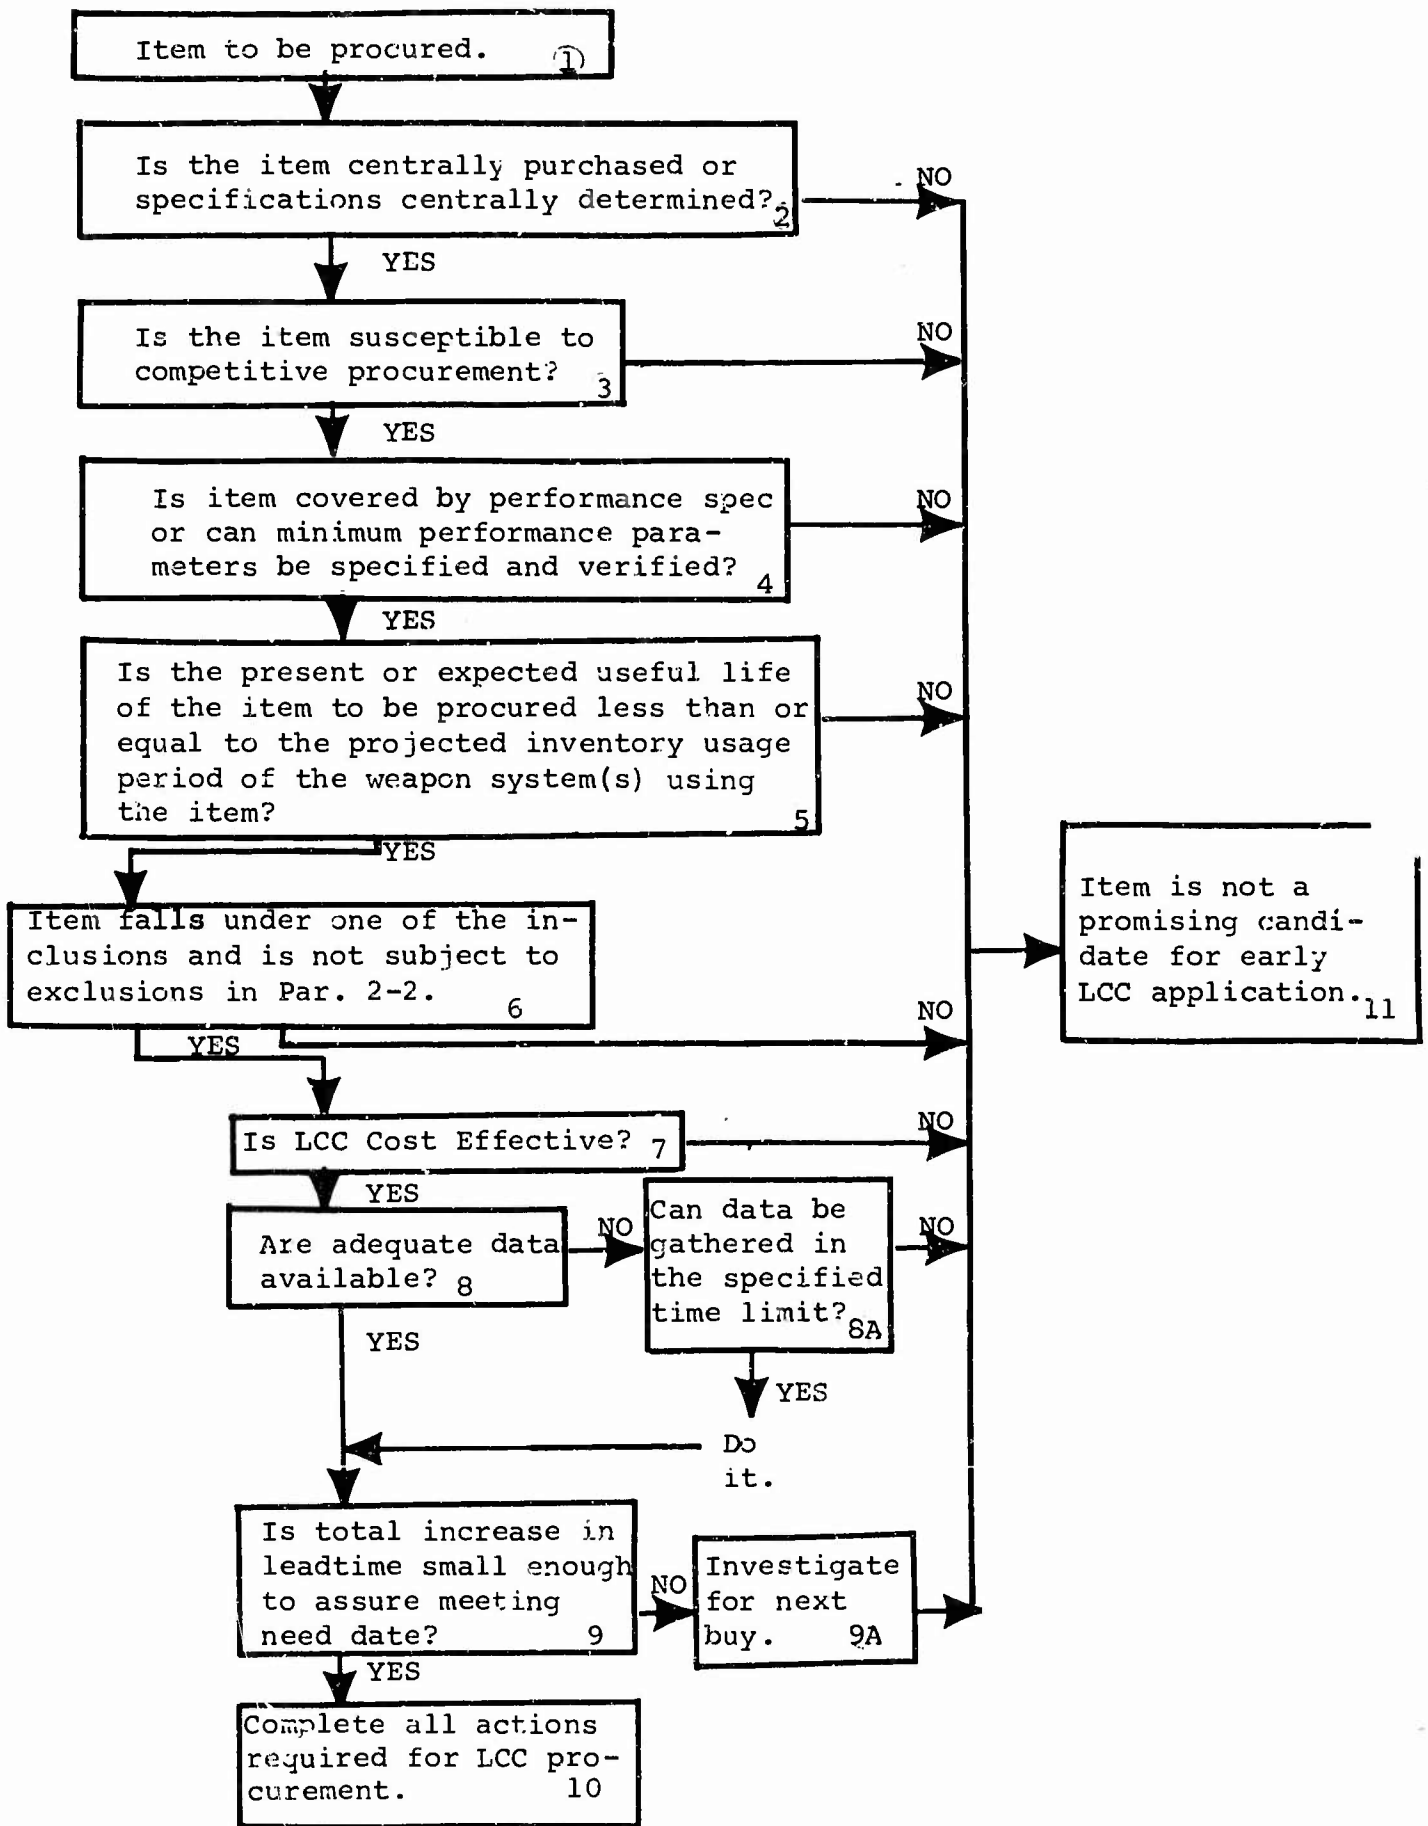 Item to be procured. 1
Is the item centrally purchased or
specifications centrally determined? 2
NO
YES
Is the item susceptible to
competitive procurement? 3
NO
YES
Is item covered by performance spec
or can minimum performance para-
meters be specified and verified? 4
NO
YES
Is the present or expected useful life
of the item to be procured less than or
equal to the projected inventory usage
period of the weapon system(s) using
the item? 5
NO
YES
Item falls under one of the in-
clusions and is not subject to
exclusions in Par. 2-2. 6
NO
YES
Is LCC Cost Effective? 7
NO
YES
Are adequate data
available? 8
NO
Can data be
gathered in
the specified
time limit? 8A
NO
YES
YES
Do
it.
Is total increase in
leadtime small enough
to assure meeting
need date? 9
NO
Investigate
for next
buy. 9A
YES
Complete all actions
required for LCC pro-
curement. 10
Item is not a
promising candi-
date for early
LCC application. 11